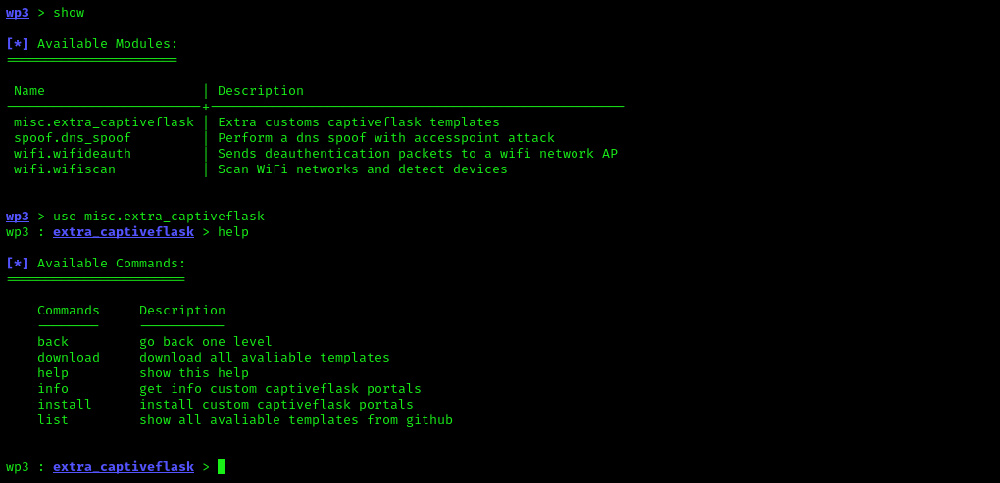 wp3 > show
[*] Available Modules:
======================
Name | Description
------------------------+-----------------------------------------------------
misc.extra_captiveflask | Extra customs captiveflask templates
spoof.dns_spoof | Perform a dns spoof with accesspoint attack
wifi.wifideauth | Sends deauthentication packets to a wifi network AP
wifi.wifiscan | Scan WiFi networks and detect devices
wp3 > use misc.extra_captiveflask
wp3 : extra_captiveflask > help
[*] Available Commands:
=======================
Commands Description
-------- -----------
back go back one level
download download all avaliable templates
help show this help
info get info custom captiveflask portals
install install custom captiveflask portals
list show all avaliable templates from github
wp3 : extra_captiveflask >